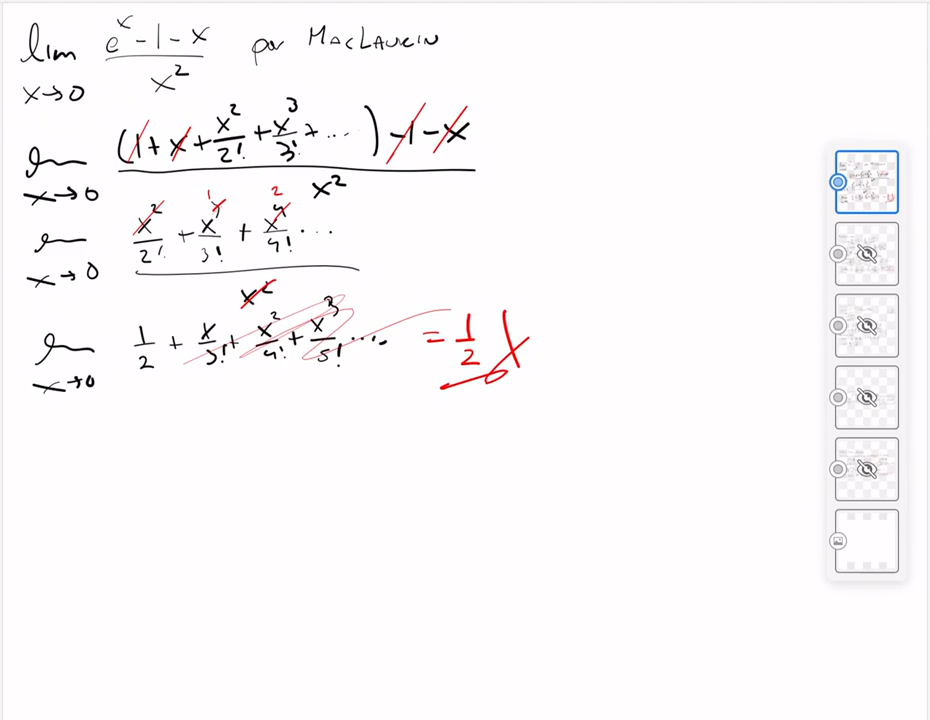 lim e^x - 1 - x / x^2 por MACLAURIN
x→0
lim (1 + x + x^2/2! + x^3/3! + ...) - 1 - x / x^2
x→0
lim x^2/2! + x^3/3! + x^4/4! ... / x^2
x→0
lim 1/2 + x/3! + x^2/4! + x^3/5! .... = 1/2
x→0